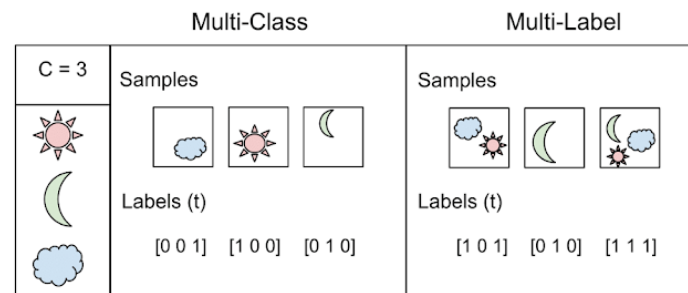 Multi-Class
Multi-Label
C = 3
Samples
Samples
Labels (t)
Labels (t)
[0 0 1] [1 0 0] [0 1 0]
[1 0 1] [0 1 0] [1 1 1]